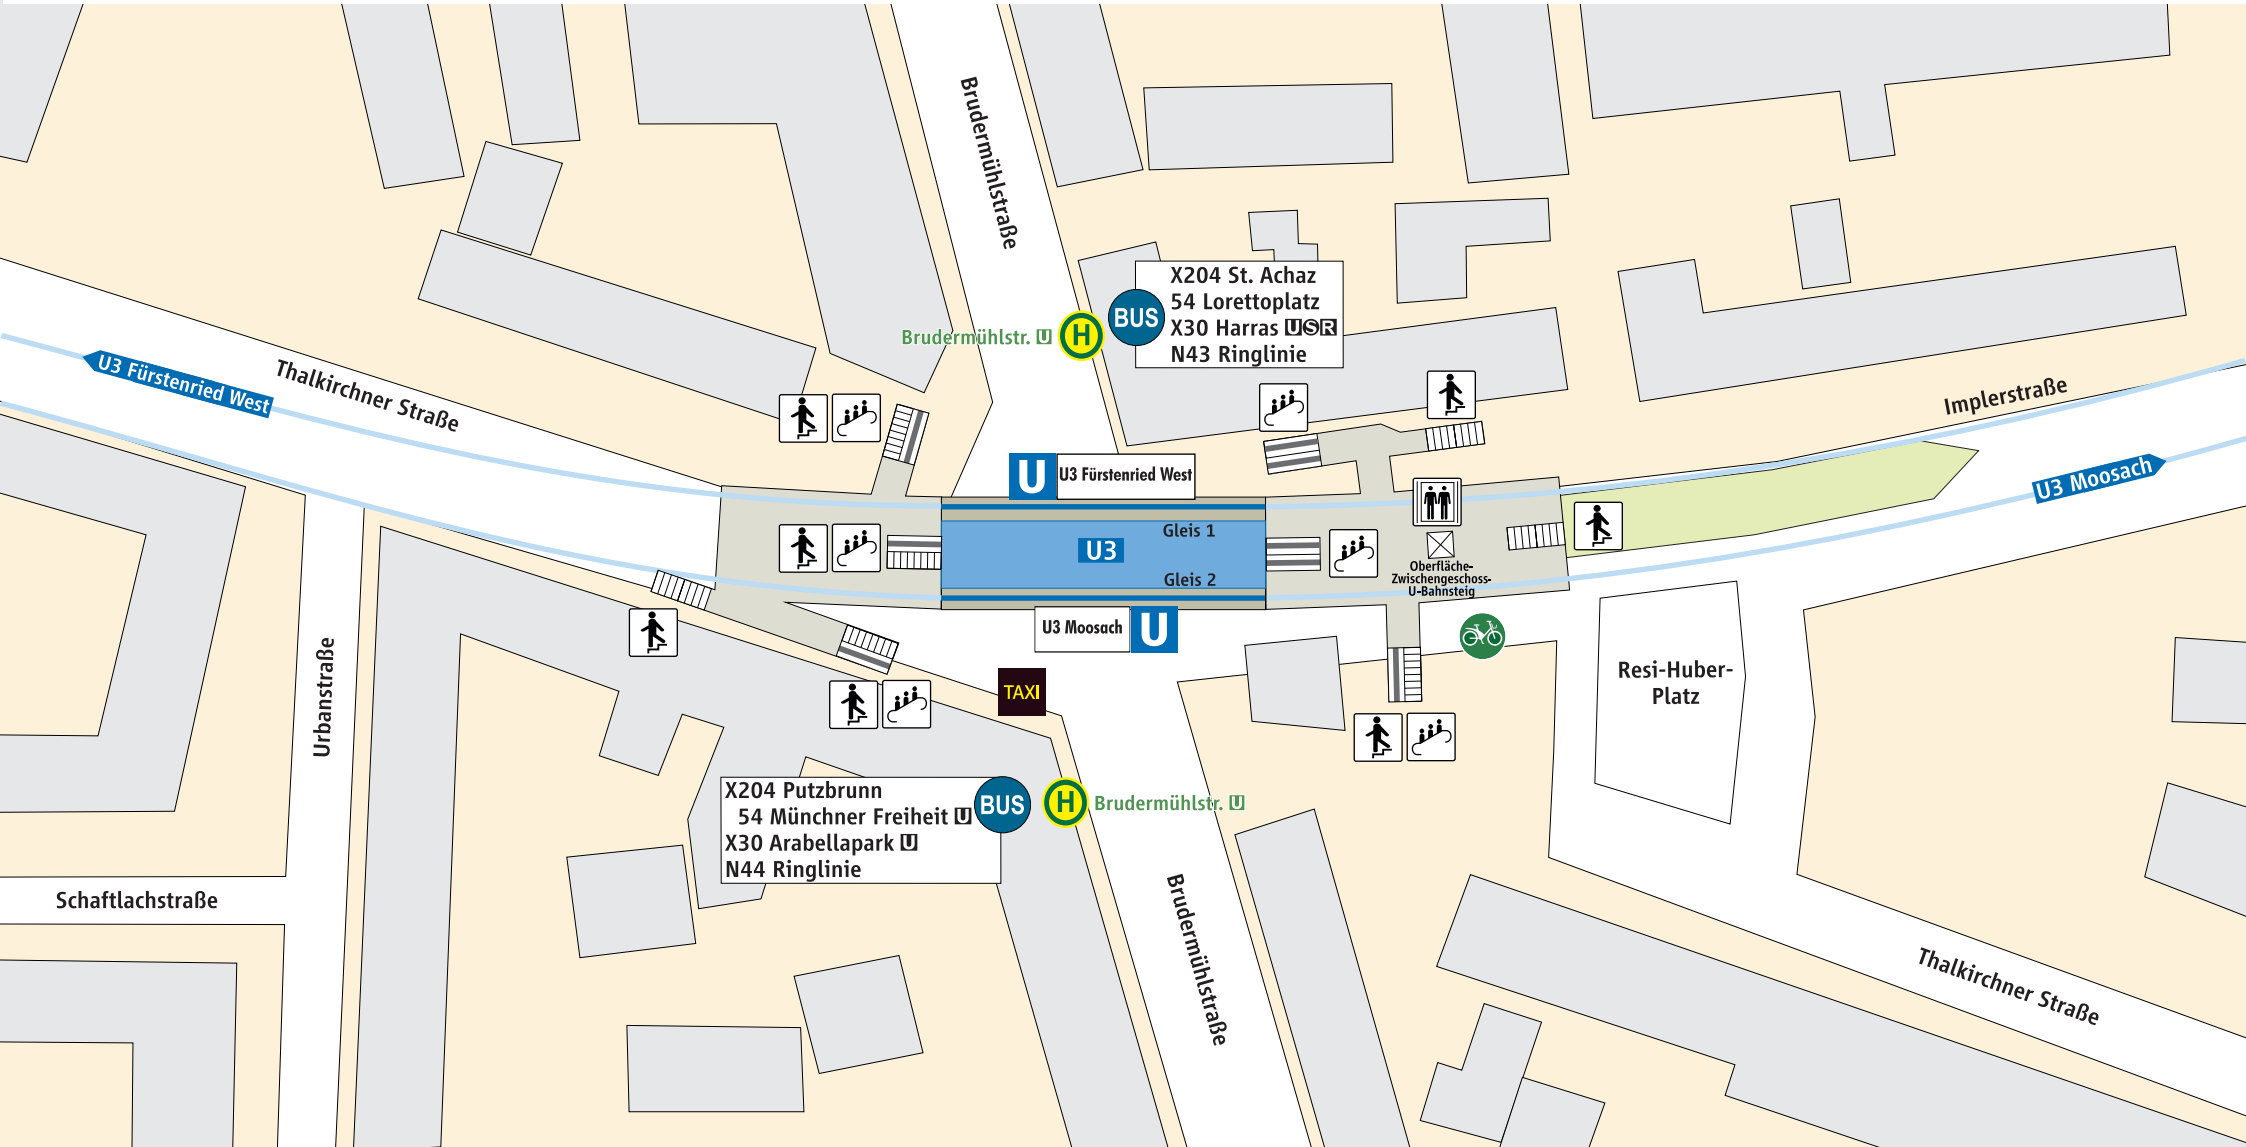 Brudermühlstraße
X204 St. Achaz
54 Lorettoplatz
X30 Harras U S R
N43 Ringlinie
BUS
H
Brudermühlstr. U
U3 Fürstenried West
Thalkirchner Straße
Implerstraße
U3 Moosach
U
U3 Fürstenried West
Gleis 1
U3
Gleis 2
Oberfläche-
Zwischengeschoss-
U-Bahnsteig
U3 Moosach
U
TAXI
Resi-Huber-
Platz
Urbanstraße
X204 Putzbrunn
54 Münchner Freiheit U
X30 Arabellapark U
N44 Ringlinie
BUS
H
Brudermühlstr. U
Schaftlachstraße
Brudermühlstraße
Thalkirchner Straße